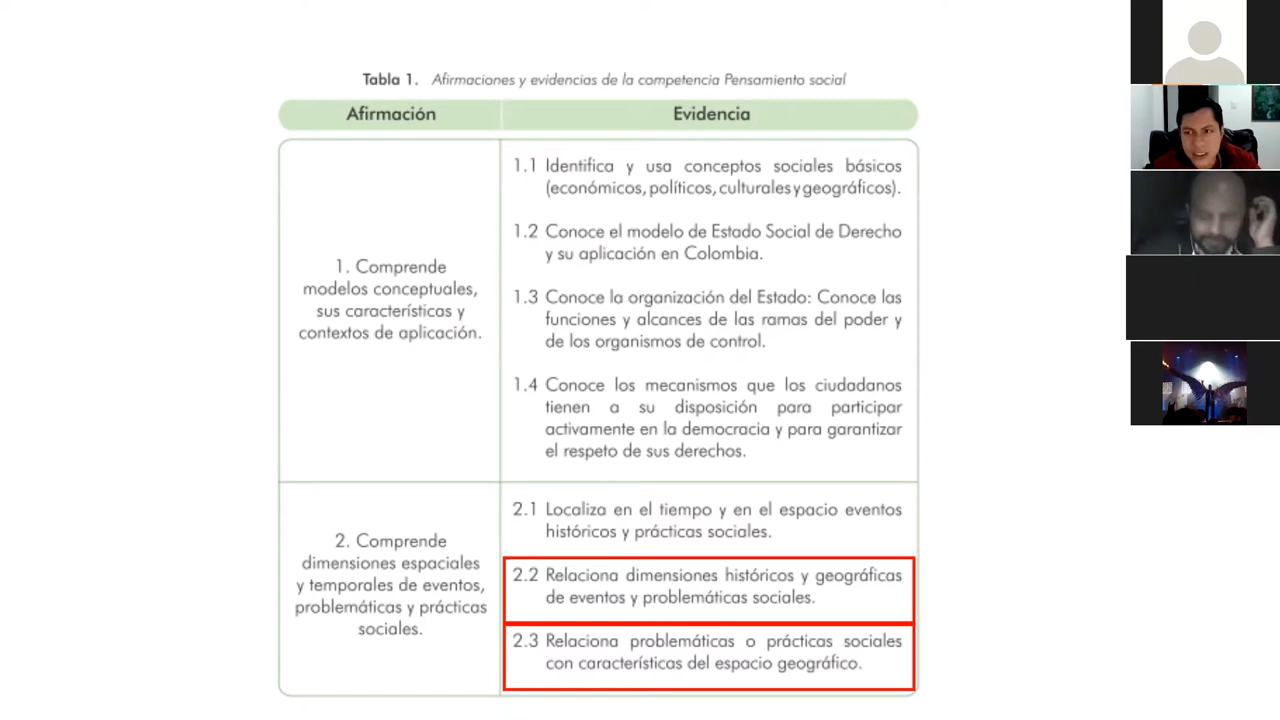 Tabla 1. Afirmaciones y evidencias de la competencia Pensamiento social
Afirmación
Evidencia
1. Comprende
modelos conceptuales,
sus características y
contextos de aplicación.
1.1 Identifica y usa conceptos sociales básicos
(económicos, políticos, culturales y geográficos).
1.2 Conoce el modelo de Estado Social de Derecho
y su aplicación en Colombia.
1.3 Conoce la organización del Estado: Conoce las
funciones y alcances de las ramas del poder y
de los organismos de control.
1.4 Conoce los mecanismos que los ciudadanos
tienen a su disposición para participar
activamente en la democracia y para garantizar
el respeto de sus derechos.
2. Comprende
dimensiones espaciales
y temporales de eventos,
problemáticas y prácticas
sociales.
2.1 Localiza en el tiempo y en el espacio eventos
históricos y prácticas sociales.
2.2 Relaciona dimensiones históricos y geográficas
de eventos y problemáticas sociales.
2.3 Relaciona problemáticas o prácticas sociales
con características del espacio geográfico.